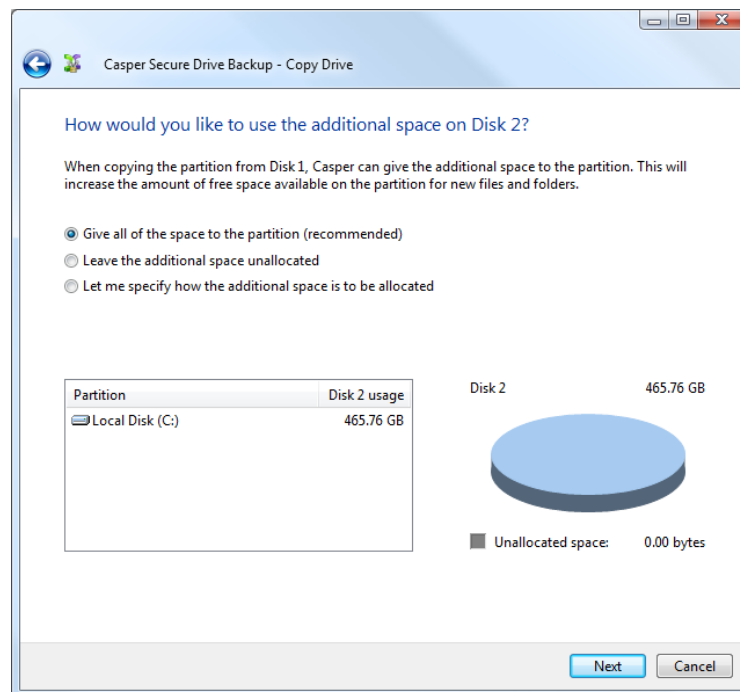 Casper Secure Drive Backup - Copy Drive
How would you like to use the additional space on Disk 2?
When copying the partition from Disk 1, Casper can give the additional space to the partition. This will
increase the amount of free space available on the partition for new files and folders.
Give all of the space to the partition (recommended)
Leave the additional space unallocated
Let me specify how the additional space is to be allocated
Partition Disk 2 usage
Local Disk (C:) 465.76 GB
Disk 2 465.76 GB
Unallocated space: 0.00 bytes
Next Cancel